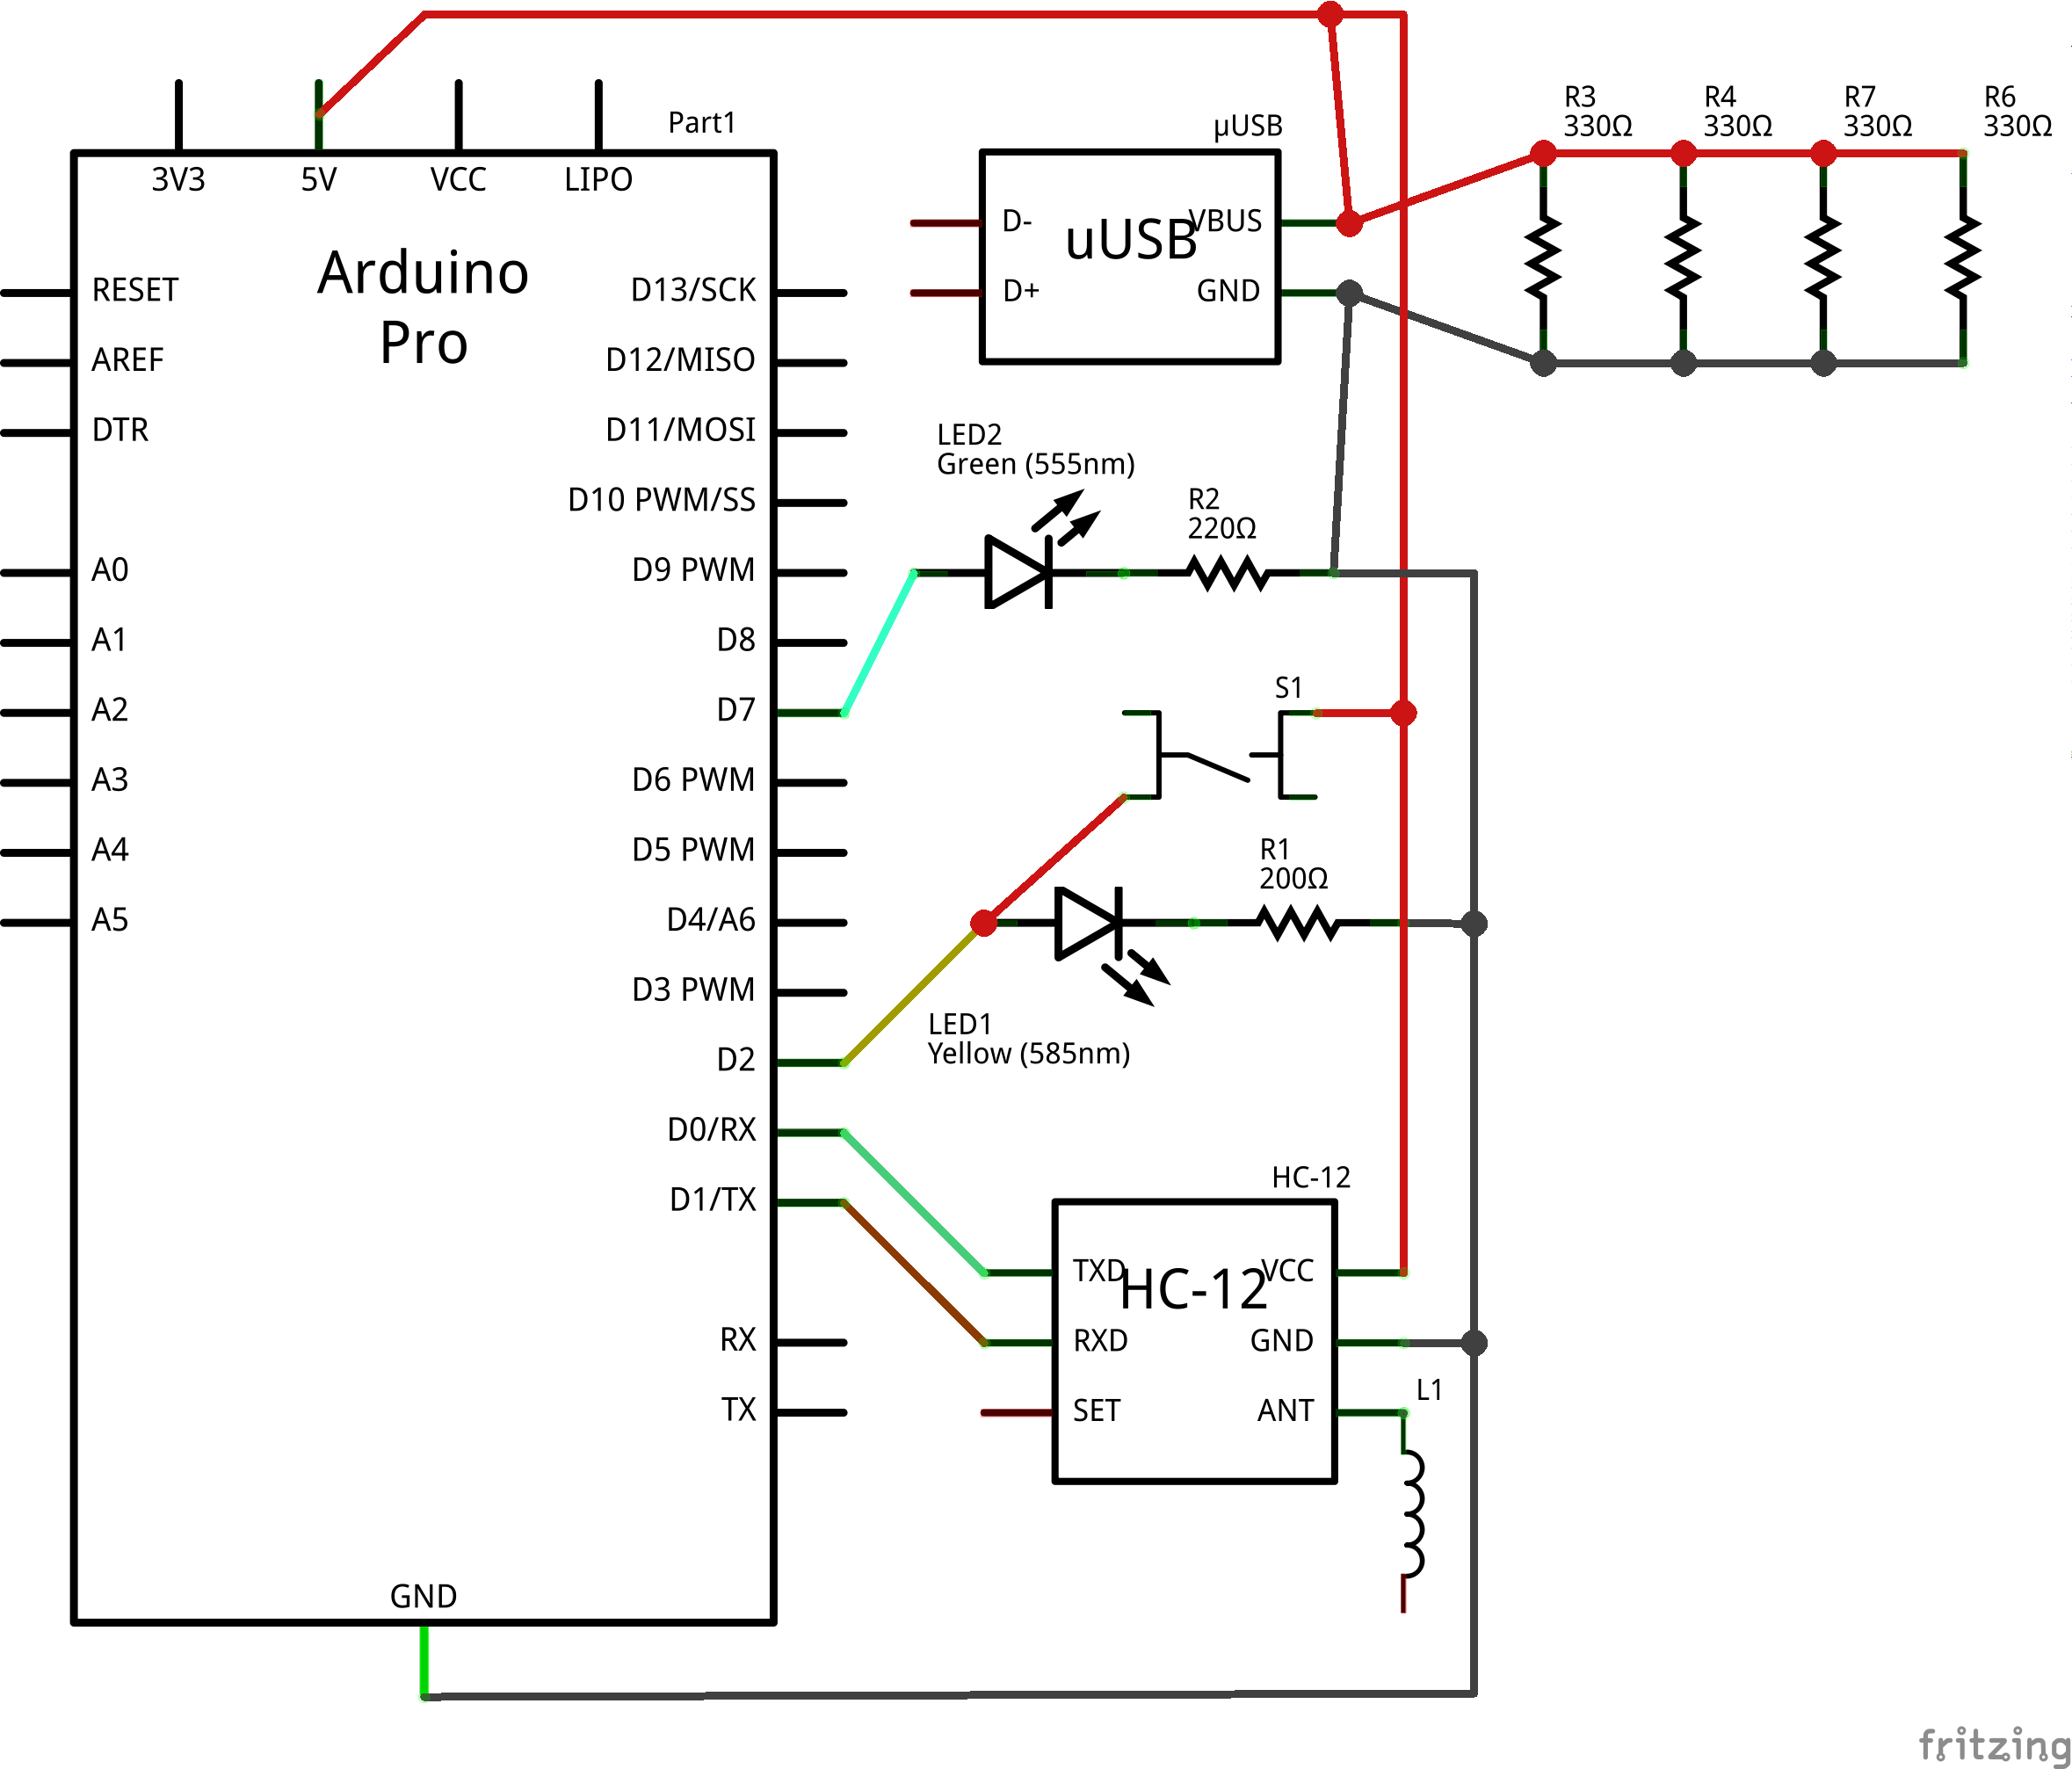 Part1
3V3
5V
VCC
LIPO
Arduino
Pro
RESET
AREF
DTR
A0
A1
A2
A3
A4
A5
D13/SCK
D12/MISO
D11/MOSI
D10 PWM/SS
D9 PWM
D8
D7
D6 PWM
D5 PWM
D4/A6
D3 PWM
D2
D0/RX
D1/TX
RX
TX
GND
µUSB
D-
D+
uUSB
VBUS
GND
R3
330Ω
R4
330Ω
R7
330Ω
R6
330Ω
LED2
Green (555nm)
R2
220Ω
S1
R1
200Ω
LED1
Yellow (585nm)
HC-12
TXD
RXD
SET
HC-12
VCC
GND
ANT
L1
fritzing